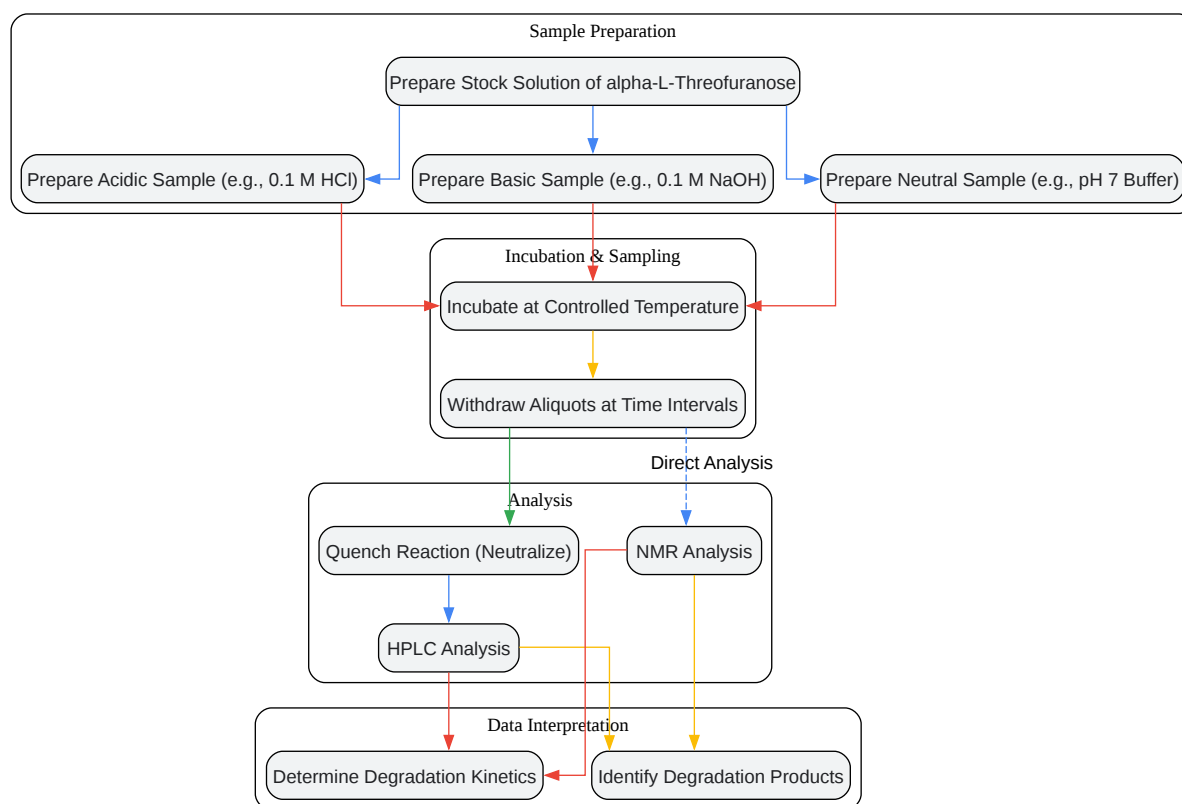 Sample Preparation
Prepare Stock Solution of alpha-L-Threofuranose
Prepare Acidic Sample (e.g., 0.1 M HCl)
Prepare Basic Sample (e.g., 0.1 M NaOH)
Prepare Neutral Sample (e.g., pH 7 Buffer)
Incubation & Sampling
Incubate at Controlled Temperature
Withdraw Aliquots at Time Intervals
Direct Analysis
Analysis
Quench Reaction (Neutralize)
NMR Analysis
HPLC Analysis
Data Interpretation
Determine Degradation Kinetics
Identify Degradation Products